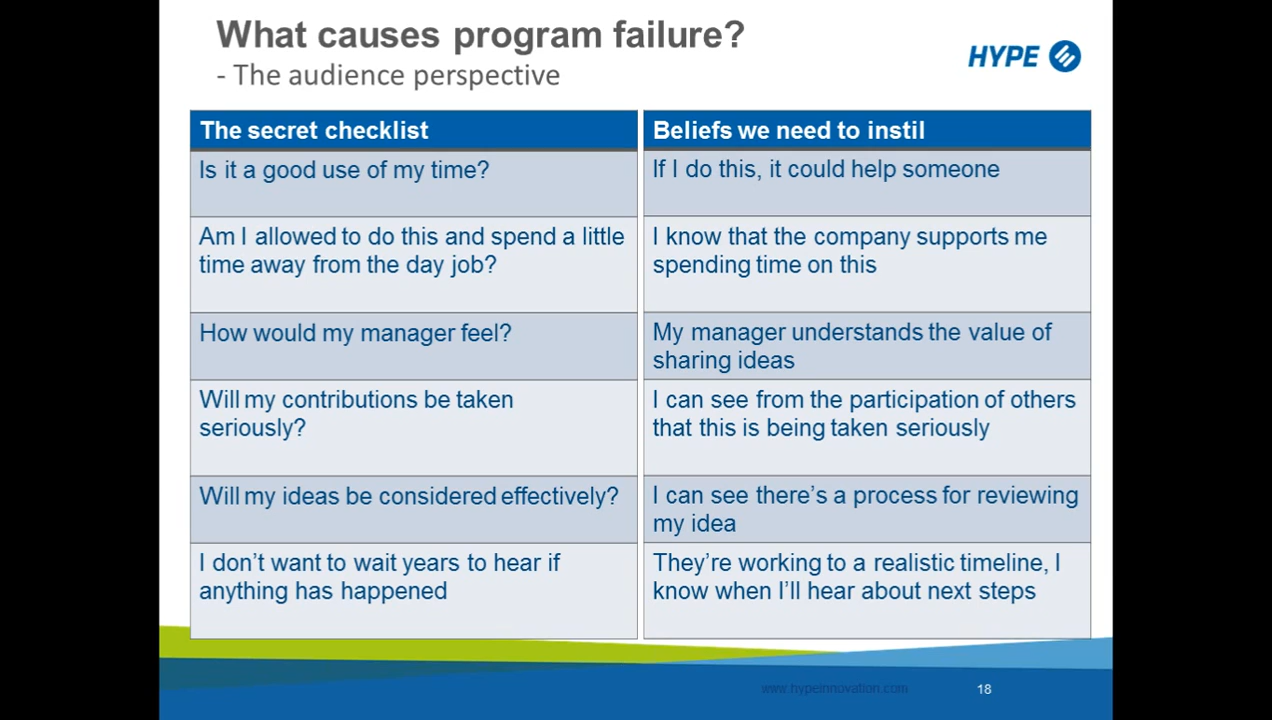 What causes program failure?
- The audience perspective
HYPE
The secret checklist
Beliefs we need to instil
Is it a good use of my time?
If I do this, it could help someone
Am I allowed to do this and spend a little
time away from the day job?
I know that the company supports me
spending time on this
How would my manager feel?
My manager understands the value of
sharing ideas
Will my contributions be taken
seriously?
I can see from the participation of others
that this is being taken seriously
Will my ideas be considered effectively?
I can see there's a process for reviewing
my idea
I don't want to wait years to hear if
anything has happened
They're working to a realistic timeline, I
know when I'll hear about next steps
www.hypeinnovation.com
18